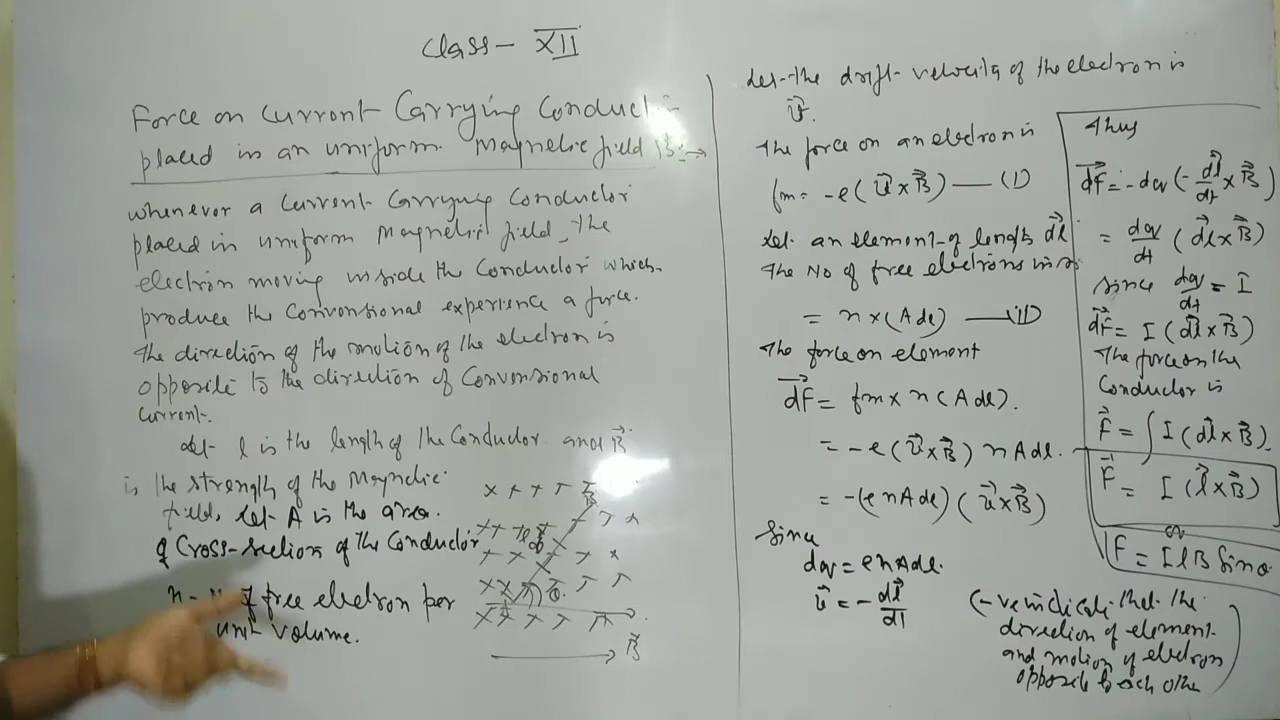 Class - XII
Force on Current Carrying Conduct
placed in an uniform Magnetic field B:→
whenever a current Carrying Conductor
placed in uniform Magnetic field, The
electron moving inside the Conductor which
produce the Convonsional experience a force.
The direction of the motion of the electron is
opposite to the direction of Convonsional
Current.
Let l is the length of the Conductor and B⃗
is the strength of the Magnetic
field, Let A is the area
of Cross-section of the Conductor
n - No of free electron per
unit volume.
B⃗
Let the drift velocity of the electron is
v⃗.
The force on an electron is
fm = -e(v⃗ × B⃗) — (I)
Let an element of length dl⃗
The No of free electrons in
= n × (A dl) — (II)
The force on element
dF⃗ = fm × n (A dl).
= -e (v⃗ × B⃗) n A dl.
= -(e n A dl) (v⃗ × B⃗)
Since
dq = e n A dl.
v⃗ = - dl⃗/dt
(-ve indicate that the
direction of element
and motion of electron
opposite to each othe
Thus
dF⃗ = -dq (-dl⃗/dt × B⃗)
= dq/dt (dl⃗ × B⃗)
Since dq/dt = I
dF⃗ = I (dl⃗ × B⃗)
The force on the
Conductor is
F⃗ = ∫ I (dl⃗ × B⃗)
F⃗ = I (l⃗ × B⃗)
or
F = I l B Sin θ